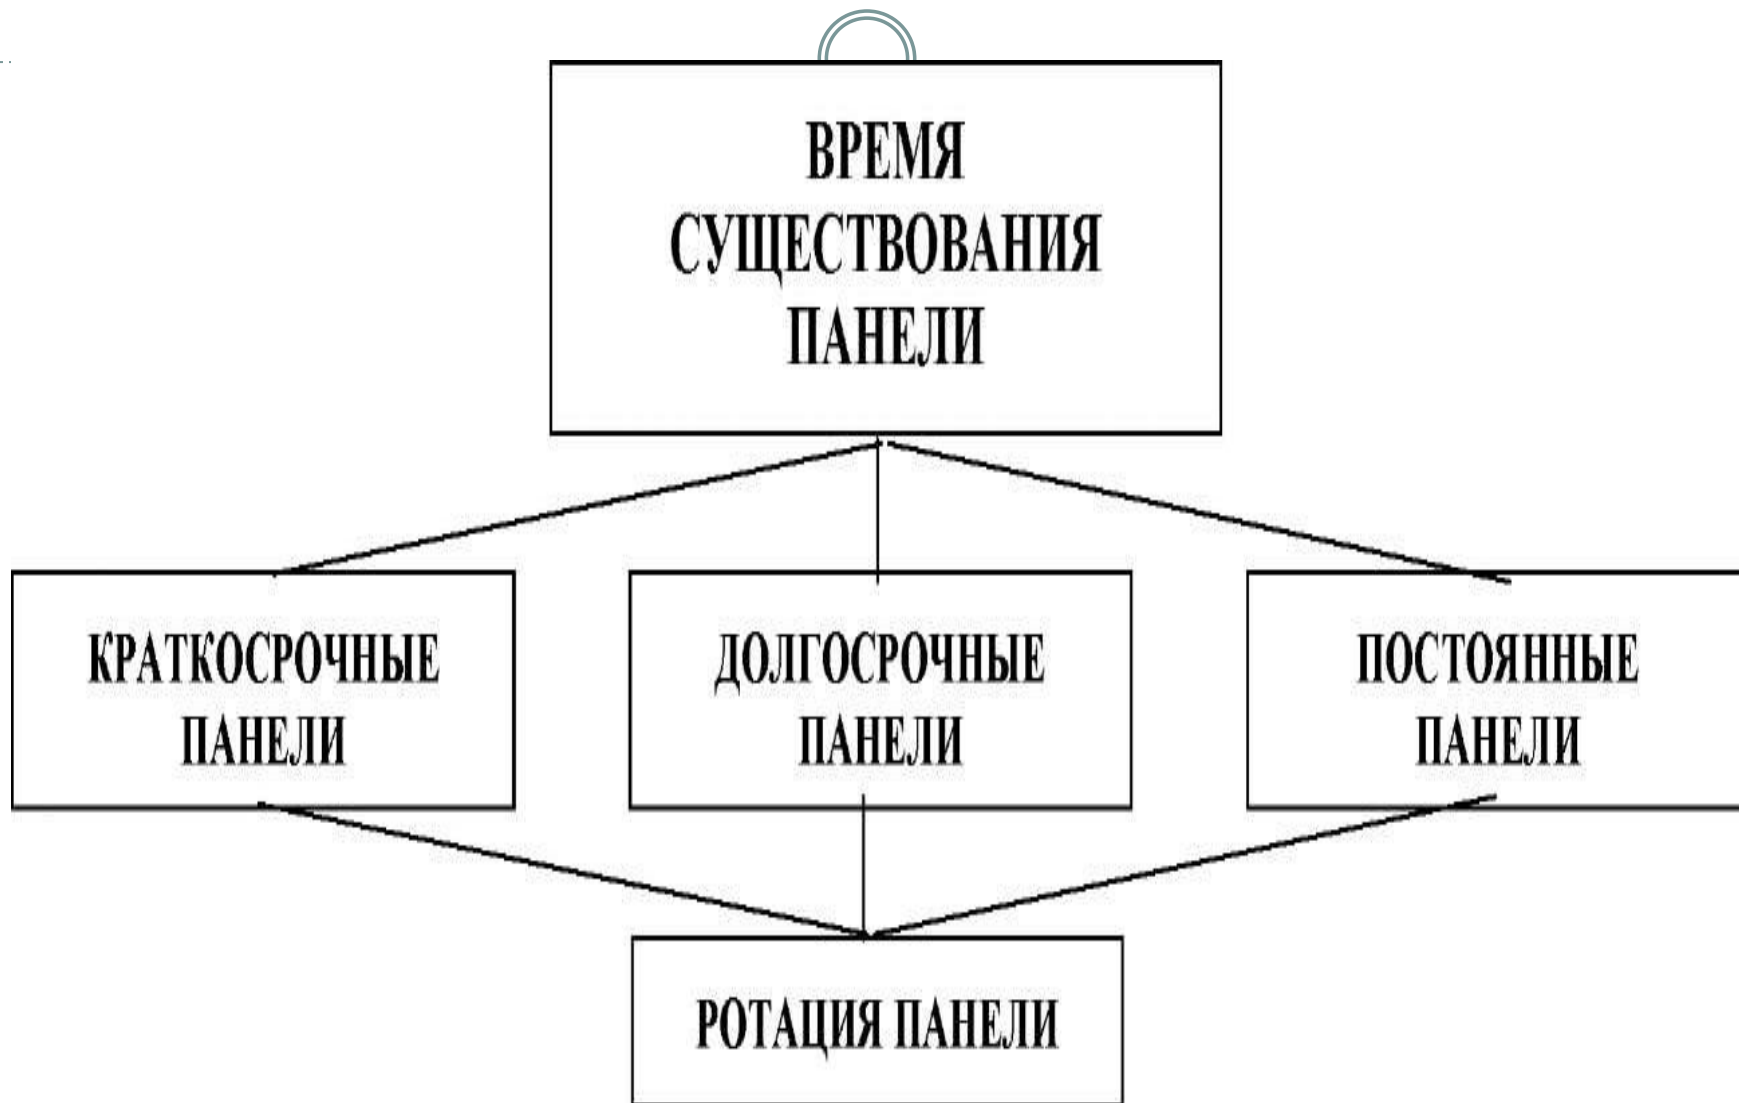 ВРЕМЯ
СУЩЕСТВОВАНИЯ
ПАНЕЛИ
КРАТКОСРОЧНЫЕ
ПАНЕЛИ
ДОЛГОСРОЧНЫЕ
ПАНЕЛИ
ПОСТОЯННЫЕ
ПАНЕЛИ
РОТАЦИЯ ПАНЕЛИ